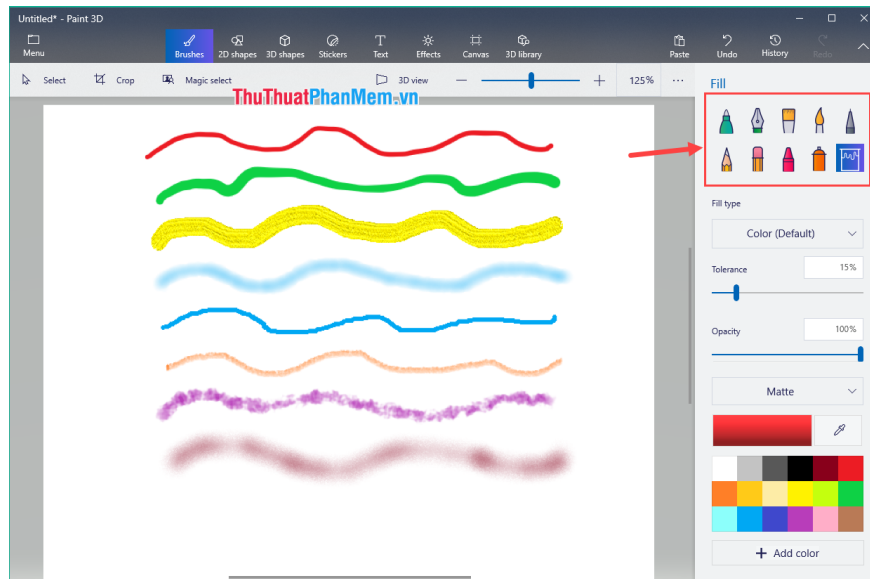 Untitled* - Paint 3D
Menu
Brushes
2D shapes
3D shapes
Stickers
Text
Effects
Canvas
3D library
Paste
Undo
History
Redo
Select
Crop
Magic select
3D view
125%
Fill
ThuThuatPhanMem.vn
Fill type
Color (Default)
Tolerance
15%
Opacity
100%
Matte
Add color